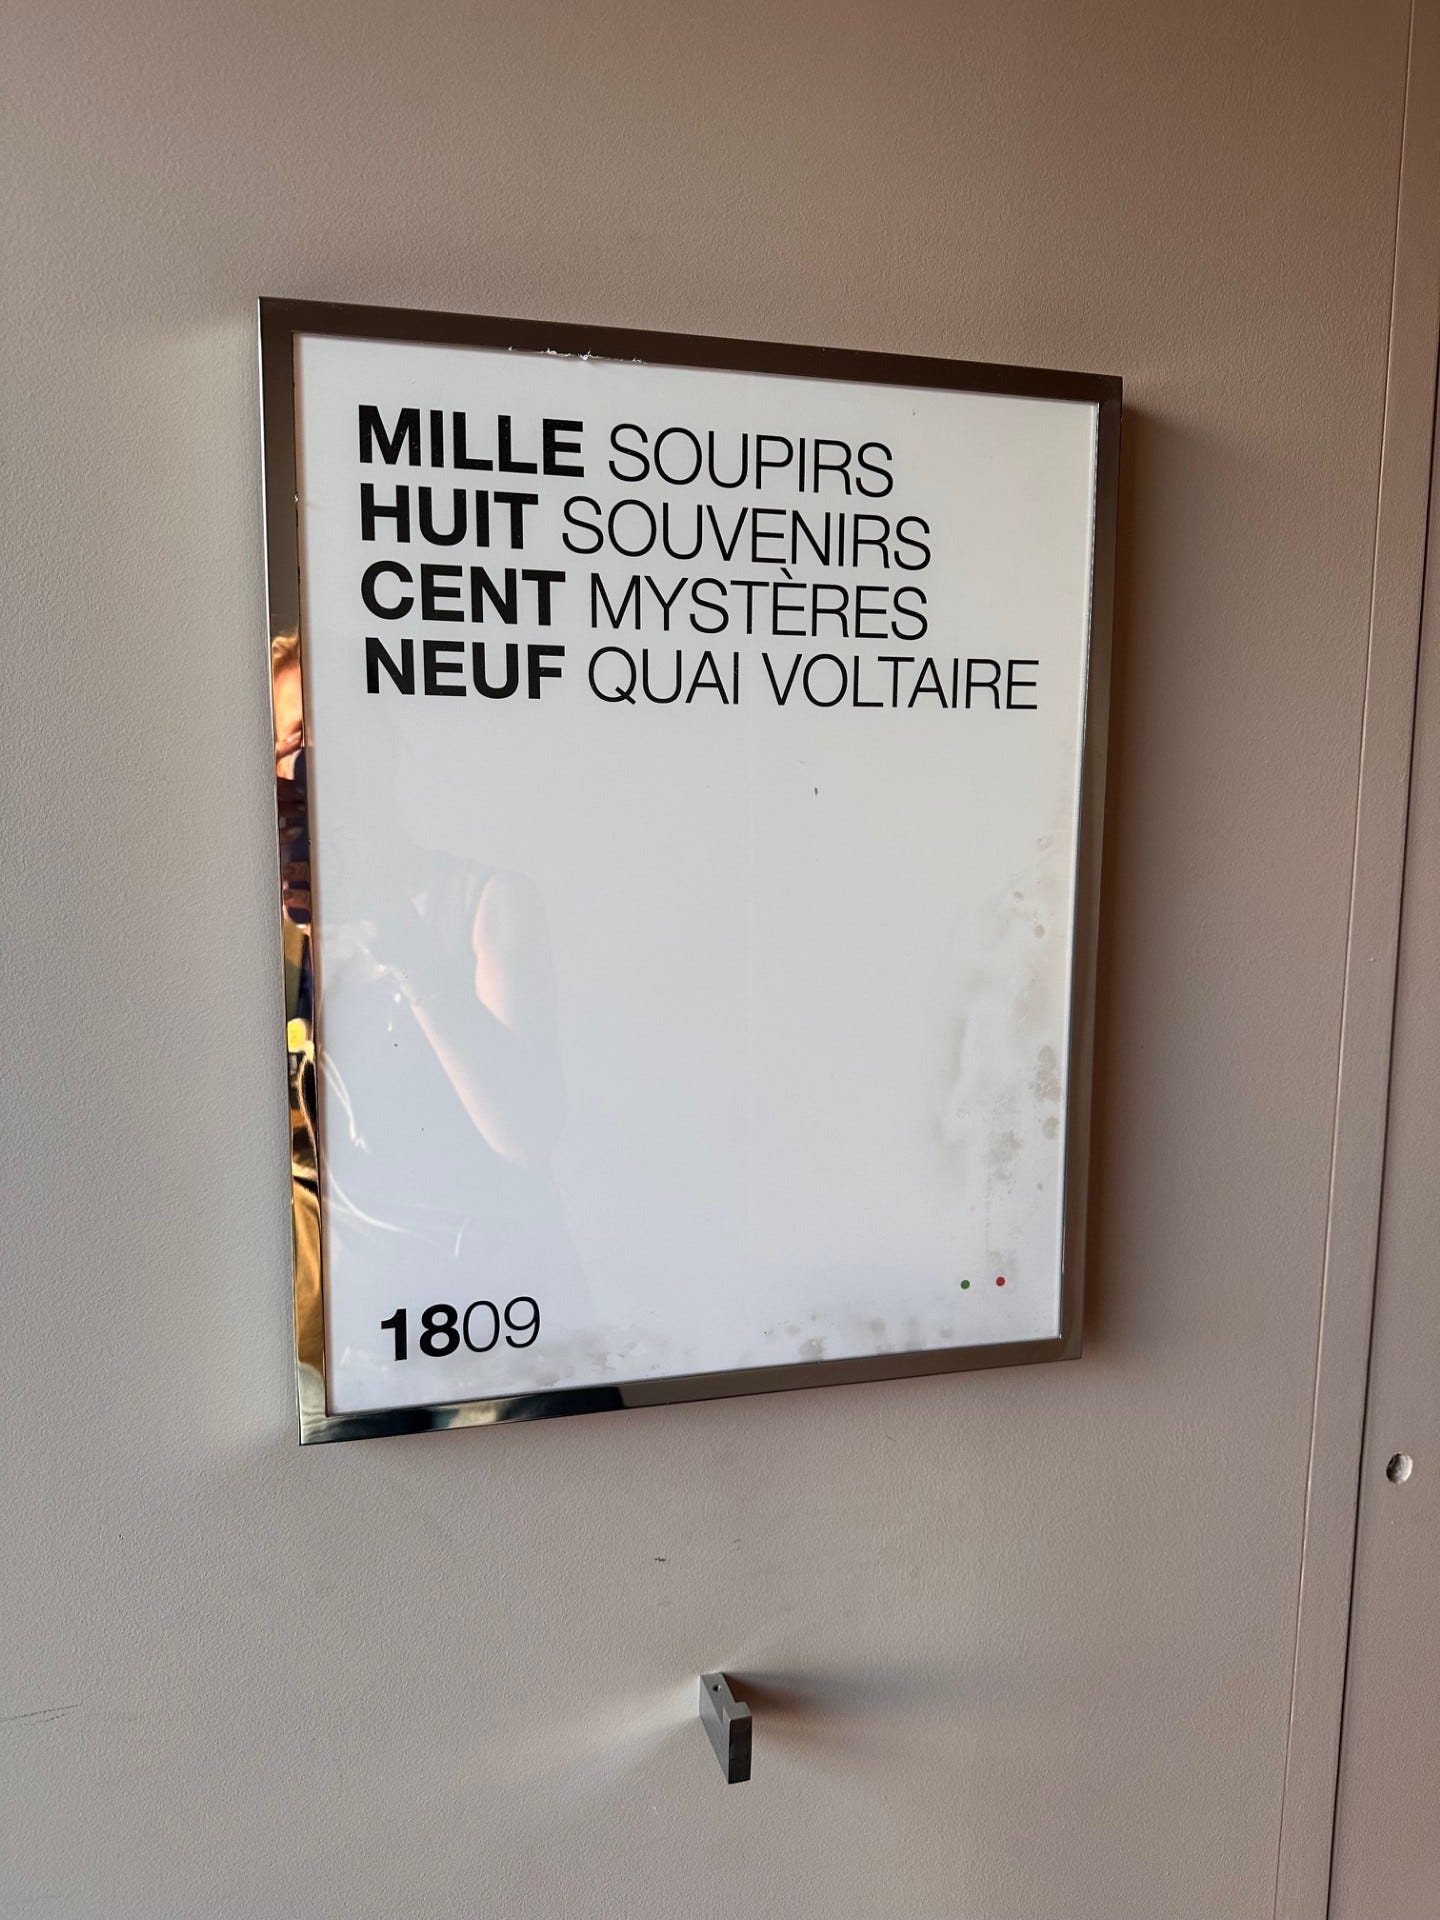 MILLE SOUPIRS
HUIT SOUVENIRS
CENT MYSTÈRES
NEUF QUAI VOLTAIRE
1809